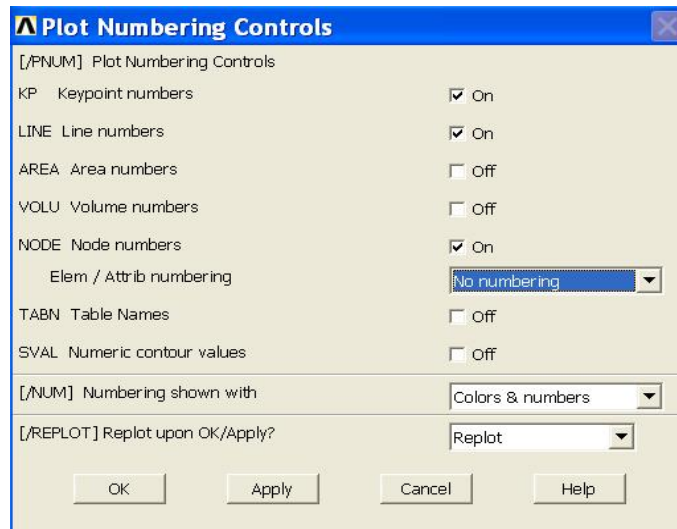 Plot Numbering Controls
[/PNUM] Plot Numbering Controls
KP Keypoint numbers On
LINE Line numbers On
AREA Area numbers Off
VOLU Volume numbers Off
NODE Node numbers On
Elem / Attrib numbering No numbering
TABN Table Names Off
SVAL Numeric contour values Off
[/NUM] Numbering shown with Colors & numbers
[/REPLOT] Replot upon OK/Apply? Replot
OK Apply Cancel Help